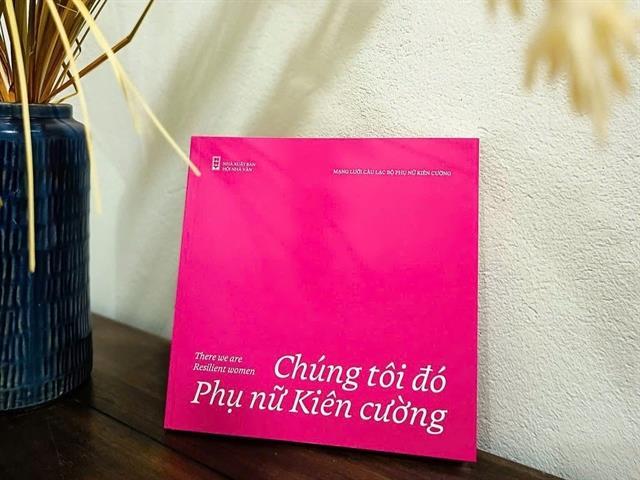 NHÀ XUẤT BẢN
HỘI NHÀ VĂN
MẠNG LƯỚI CÂU LẠC BỘ PHỤ NỮ KIÊN CƯỜNG
There we are
Resilient women
Chúng tôi đó
Phụ nữ Kiên cường